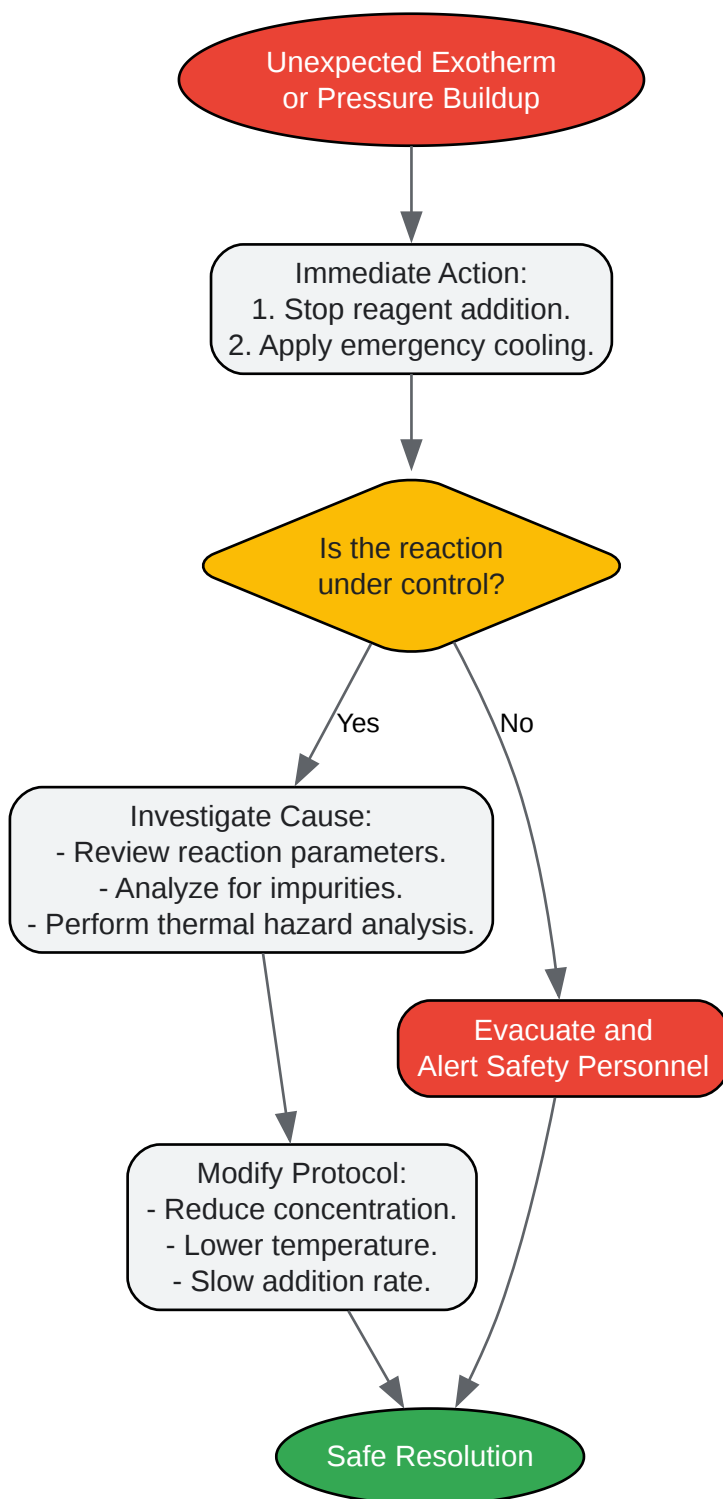 Unexpected Exotherm
or Pressure Buildup
Immediate Action:
1. Stop reagent addition.
2. Apply emergency cooling.
Is the reaction
under control?
Yes
No
Investigate Cause:
- Review reaction parameters.
- Analyze for impurities.
- Perform thermal hazard analysis.
Evacuate and
Alert Safety Personnel
Modify Protocol:
- Reduce concentration.
- Lower temperature.
- Slow addition rate.
Safe Resolution